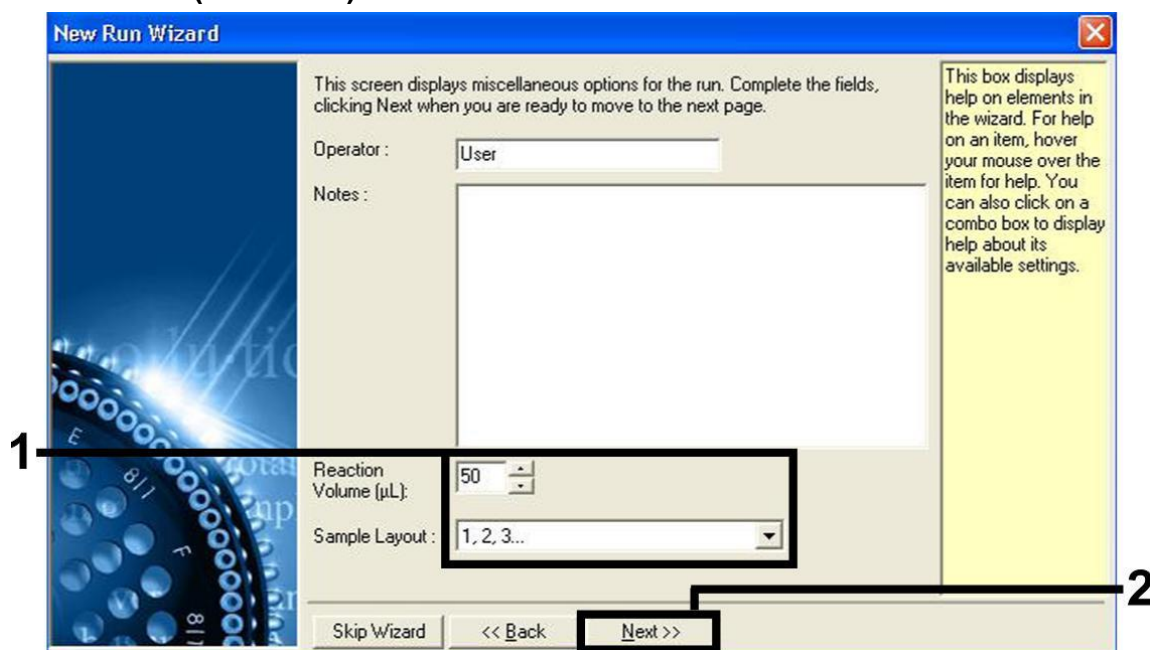 New Run Wizard
This screen displays miscellaneous options for the run. Complete the fields,
clicking Next when you are ready to move to the next page.
Operator :
User
Notes :
1
Reaction
Volume (µL):
50
Sample Layout :
1, 2, 3...
2
Skip Wizard
<< Back
Next >>
This box displays
help on elements in
the wizard. For help
on an item, hover
your mouse over the
item for help. You
can also click on a
combo box to display
help about its
available settings.
E
8/1
F
8/1